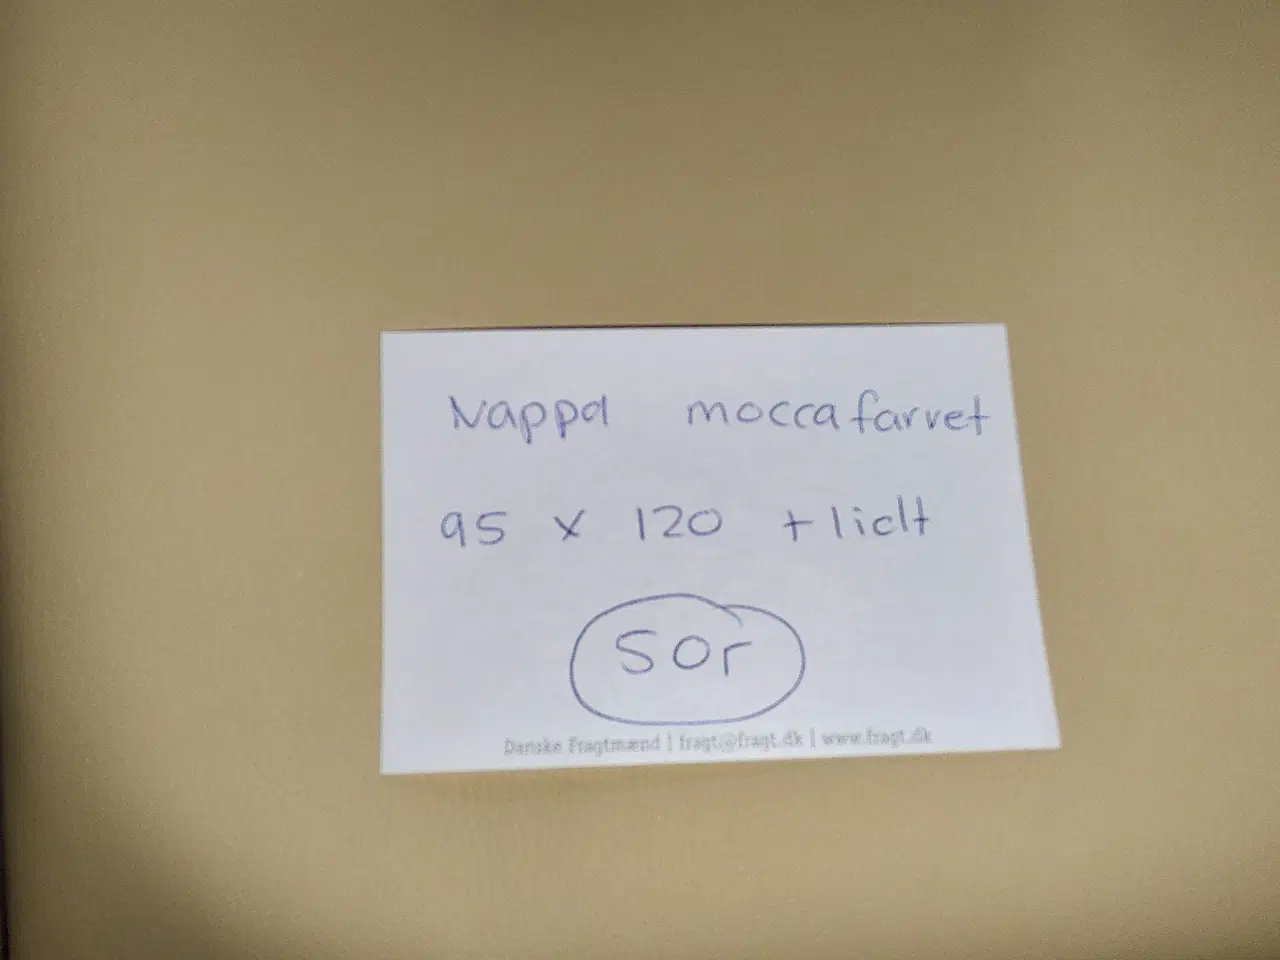 Nappa moccafarvet
95 x 120 + lidt
50r
Danske Fragtmænd | fragt@fragt.dk | www.fragt.dk